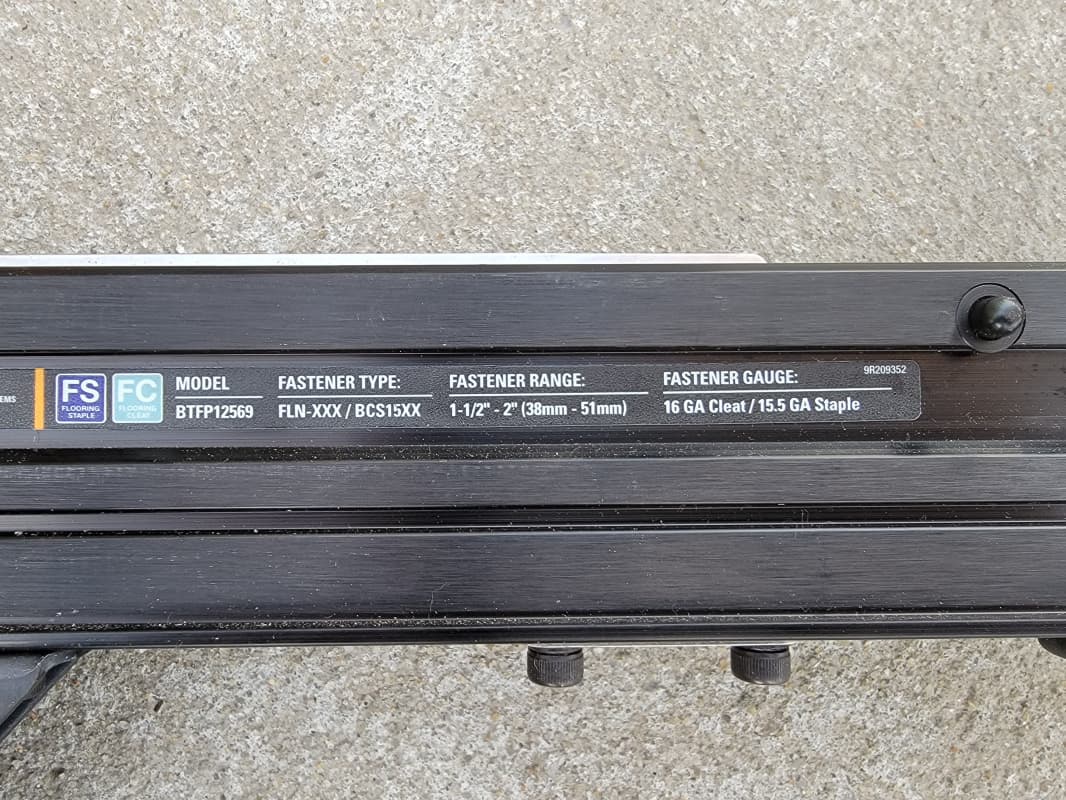 EMS
FS
FLOORING
STAPLE
FC
FLOORING
CLEAT
MODEL
BTFP12569
FASTENER TYPE:
FLN-XXX / BCS15XX
FASTENER RANGE:
1-1/2" - 2" (38mm - 51mm)
FASTENER GAUGE:
16 GA Cleat / 15.5 GA Staple
9R209352